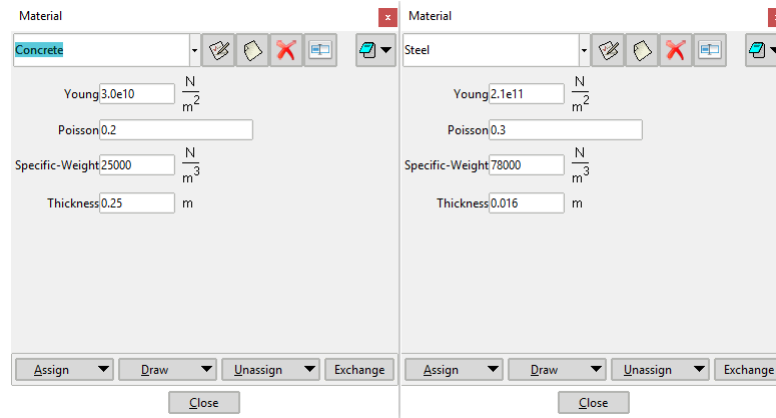 Material
x
Concrete
Young 3.0e10 N/m2
Poisson 0.2
Specific-Weight 25000 N/m3
Thickness 0.25 m
Assign Draw Unassign Exchange
Close
Material
Steel
Young 2.1e11 N/m2
Poisson 0.3
Specific-Weight 78000 N/m3
Thickness 0.016 m
Assign Draw Unassign Exchange
Close